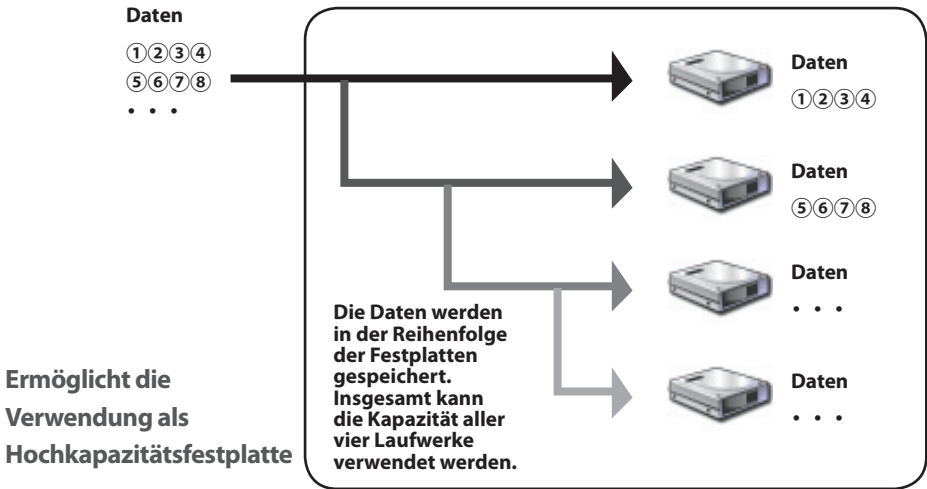 Daten
①②③④
⑤⑥⑦⑧
・・・
Daten
①②③④
Daten
⑤⑥⑦⑧
Daten
・・・
Daten
・・・
Die Daten werden
in der Reihenfolge
der Festplatten
gespeichert.
Insgesamt kann
die Kapazität aller
vier Laufwerke
verwendet werden.
Ermöglicht die
Verwendung als
Hochkapazitätsfestplatte